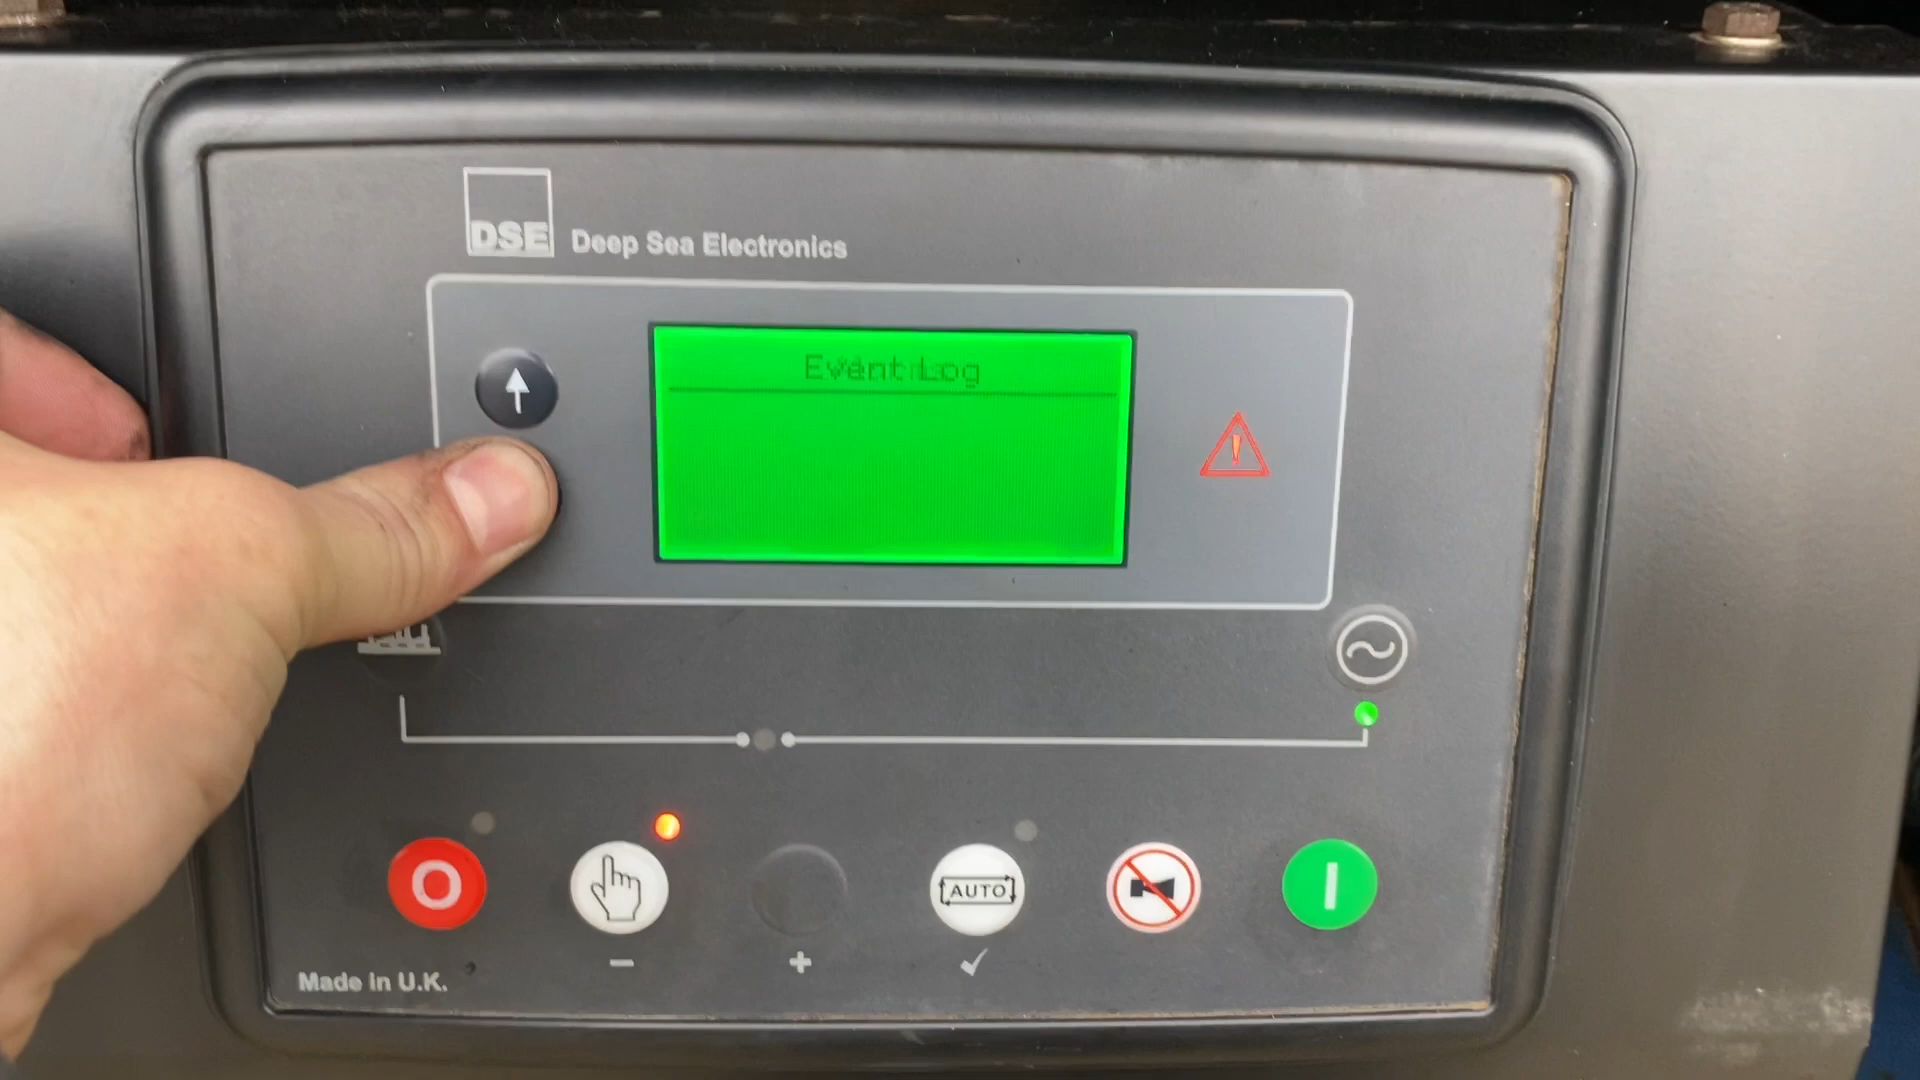 DSE
Deep Sea Electronics
Event Log
O
AUTO
I
− + ✓
Made in U.K.